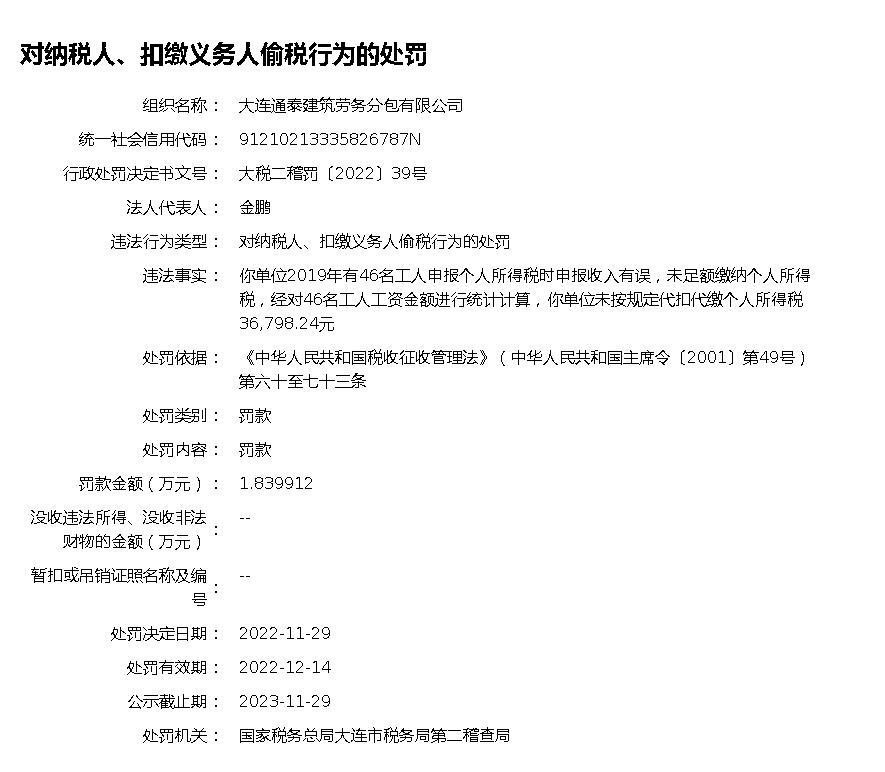 对纳税人、扣缴义务人偷税行为的处罚
组织名称： 大连通泰建筑劳务分包有限公司
统一社会信用代码： 91210213335826787N
行政处罚决定书文号： 大税二稽罚〔2022〕39号
法人代表人： 金鹏
违法行为类型： 对纳税人、扣缴义务人偷税行为的处罚
违法事实： 你单位2019年有46名工人申报个人所得税时申报收入有误，未足额缴纳个人所得
税，经对46名工人工资金额进行统计计算，你单位未按规定代扣代缴个人所得税
36,798.24元
处罚依据： 《中华人民共和国税收征收管理法》（中华人民共和国主席令〔2001〕第49号）
第六十至七十三条
处罚类别： 罚款
处罚内容： 罚款
罚款金额（万元）： 1.839912
没收违法所得、没收非法
财物的金额（万元）： --
暂扣或吊销证照名称及编
号： --
处罚决定日期： 2022-11-29
处罚有效期： 2022-12-14
公示截止期： 2023-11-29
处罚机关： 国家税务总局大连市税务局第二稽查局